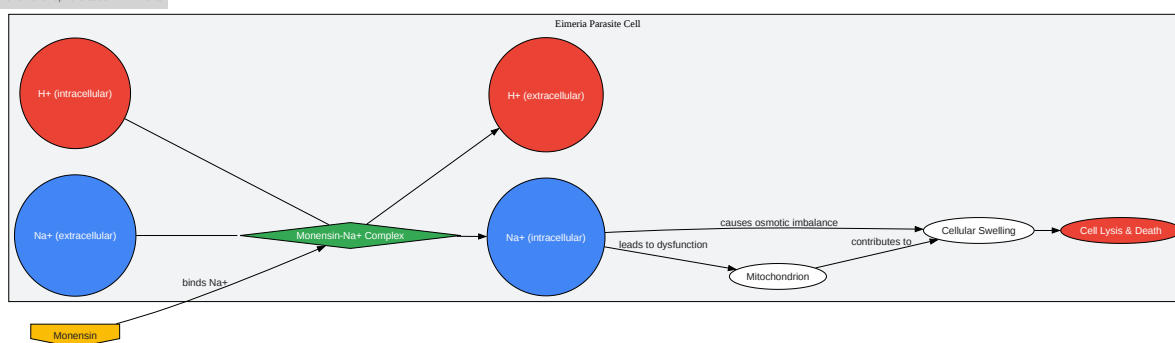 Eimeria Parasite Cell
H+ (intracellular)
H+ (extracellular)
Na+ (extracellular)
Monensin-Na+ Complex
Na+ (intracellular)
causes osmotic imbalance
leads to dysfunction
contributes to
Cellular Swelling
Cell Lysis & Death
Mitochondrion
binds Na+
Monensin